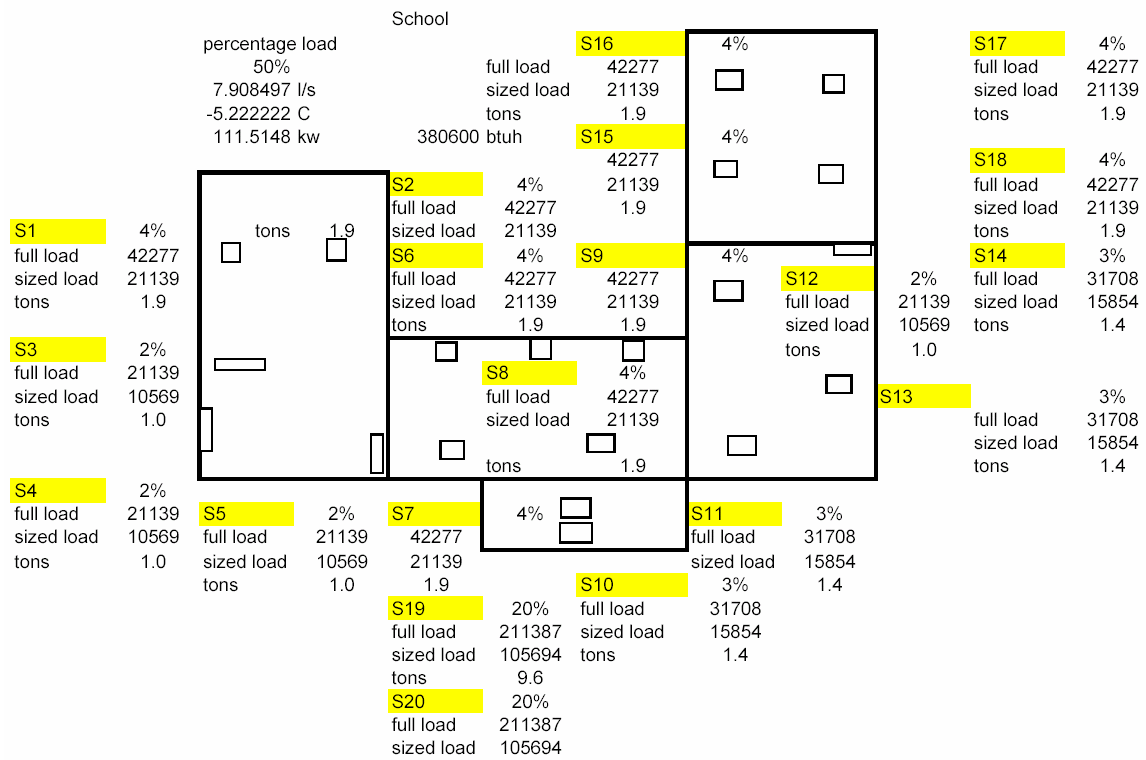 School
percentage load
50%
7.908497 l/s
-5.222222 C
111.5148 kw 380600 btuh
S16 4%
full load 42277
sized load 21139
tons 1.9
S15 4%
42277
21139
1.9
S17 4%
full load 42277
sized load 21139
tons 1.9
S18 4%
full load 42277
sized load 21139
tons 1.9
S2 4%
full load 42277
sized load 21139
tons 1.9
S1 4%
full load 42277
sized load 21139
tons 1.9
S6 4%
full load 42277
sized load 21139
tons 1.9
S9 4%
42277
21139
1.9
S12 2%
full load 21139
sized load 10569
tons 1.0
S14 3%
full load 31708
sized load 15854
tons 1.4
S3 2%
full load 21139
sized load 10569
tons 1.0
S8 4%
full load 42277
sized load 21139
tons 1.9
S13 3%
full load 31708
sized load 15854
tons 1.4
S4 2%
full load 21139
sized load 10569
tons 1.0
S5 2%
full load 21139
sized load 10569
tons 1.0
S7 4%
42277
21139
1.9
S11 3%
full load 31708
sized load 15854
1.4
S10 3%
full load 31708
sized load 15854
tons 1.4
S19 20%
full load 211387
sized load 105694
tons 9.6
S20 20%
full load 211387
sized load 105694